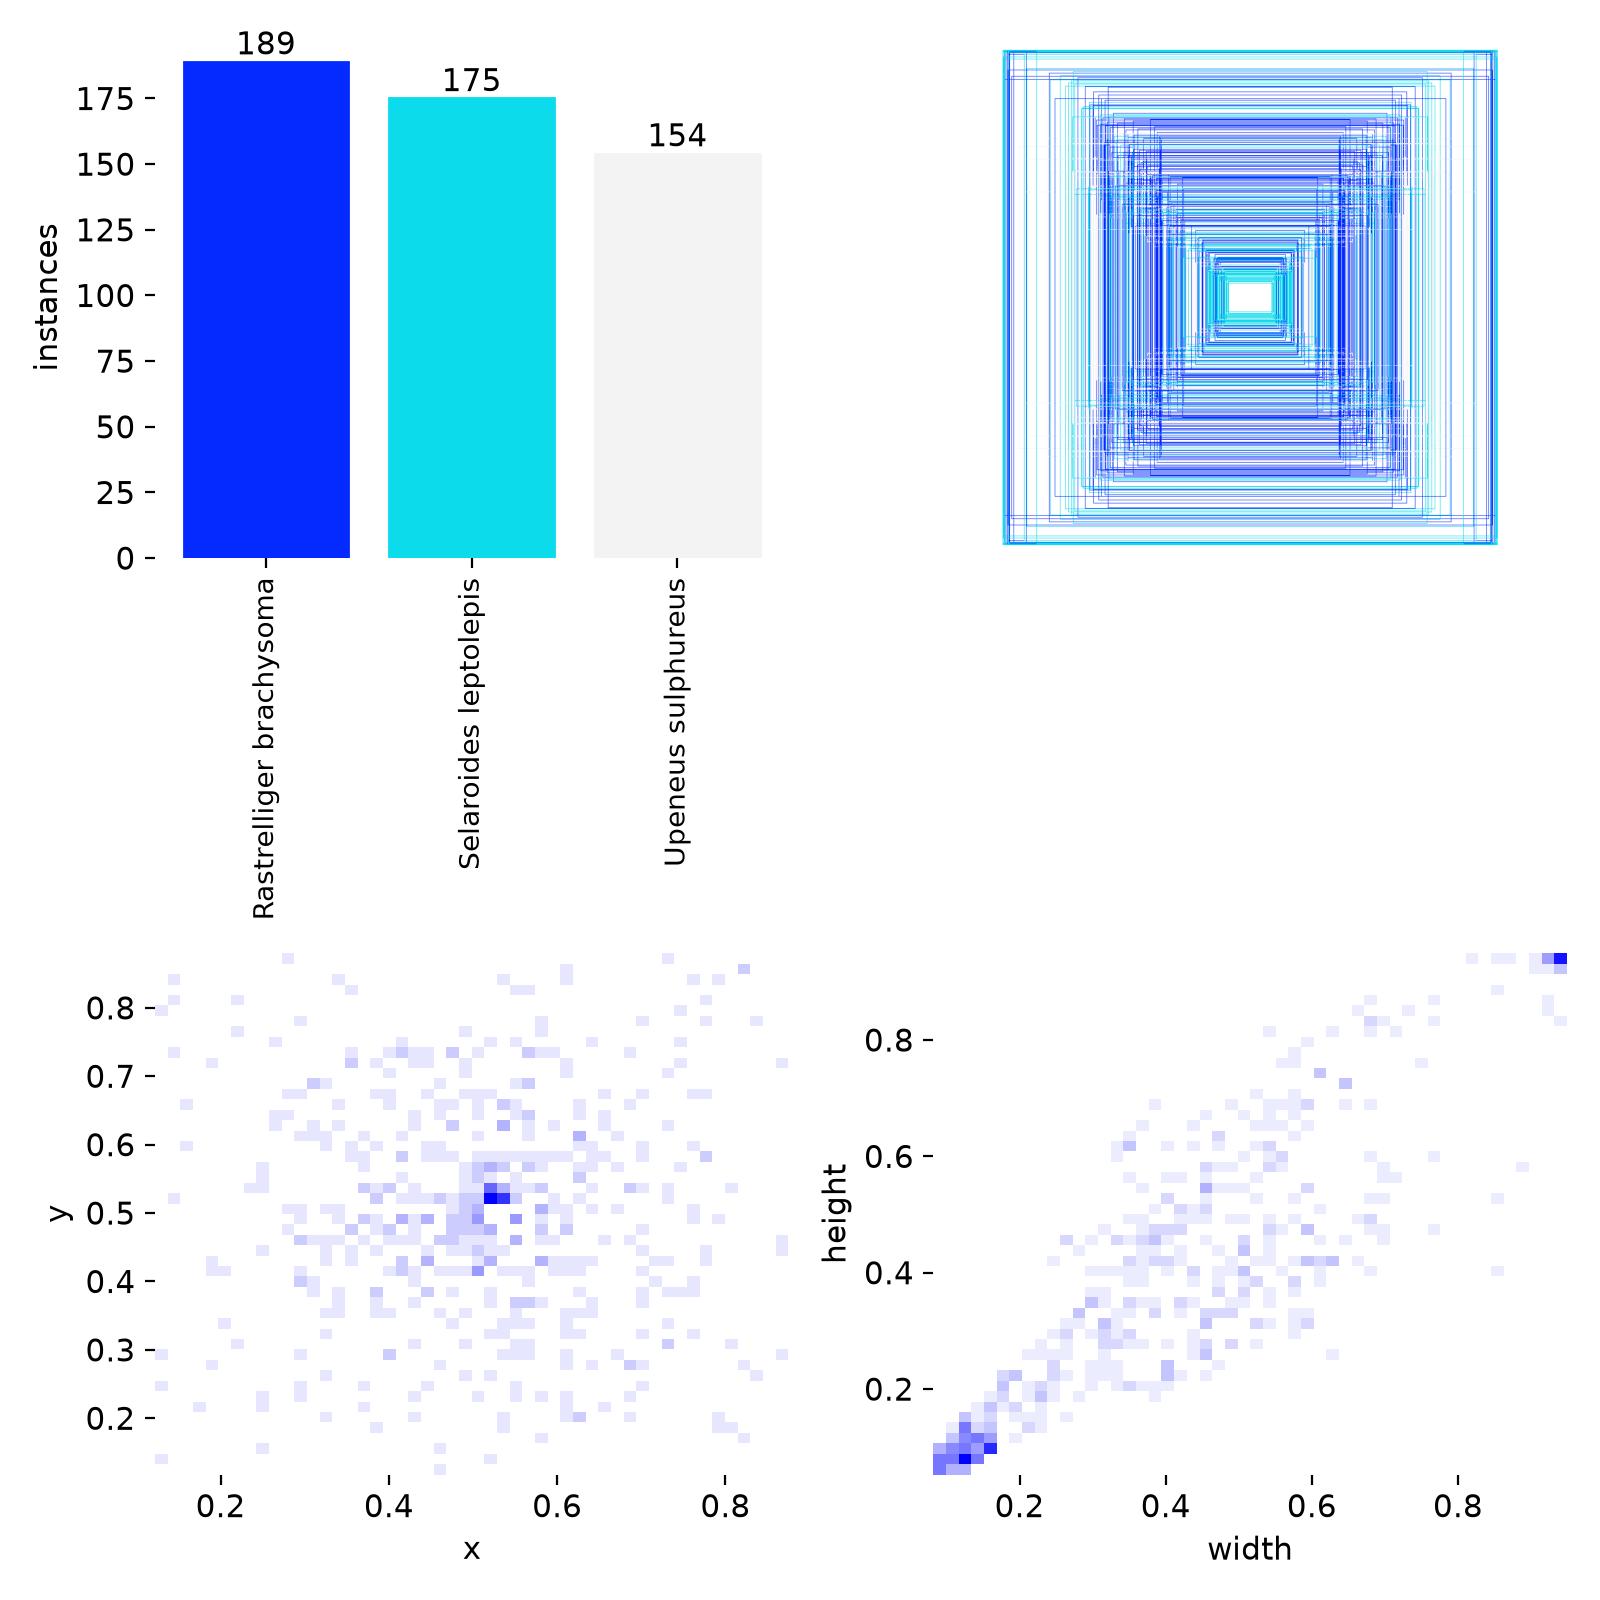 189
175
154
instances
175
150
125
100
75
50
25
0
Rastrelliger brachysoma
Selaroides leptolepis
Upeneus sulphureus
y
0.8
0.7
0.6
0.5
0.4
0.3
0.2
0.2 0.4 0.6 0.8
x
height
0.8
0.6
0.4
0.2
0.2 0.4 0.6 0.8
width